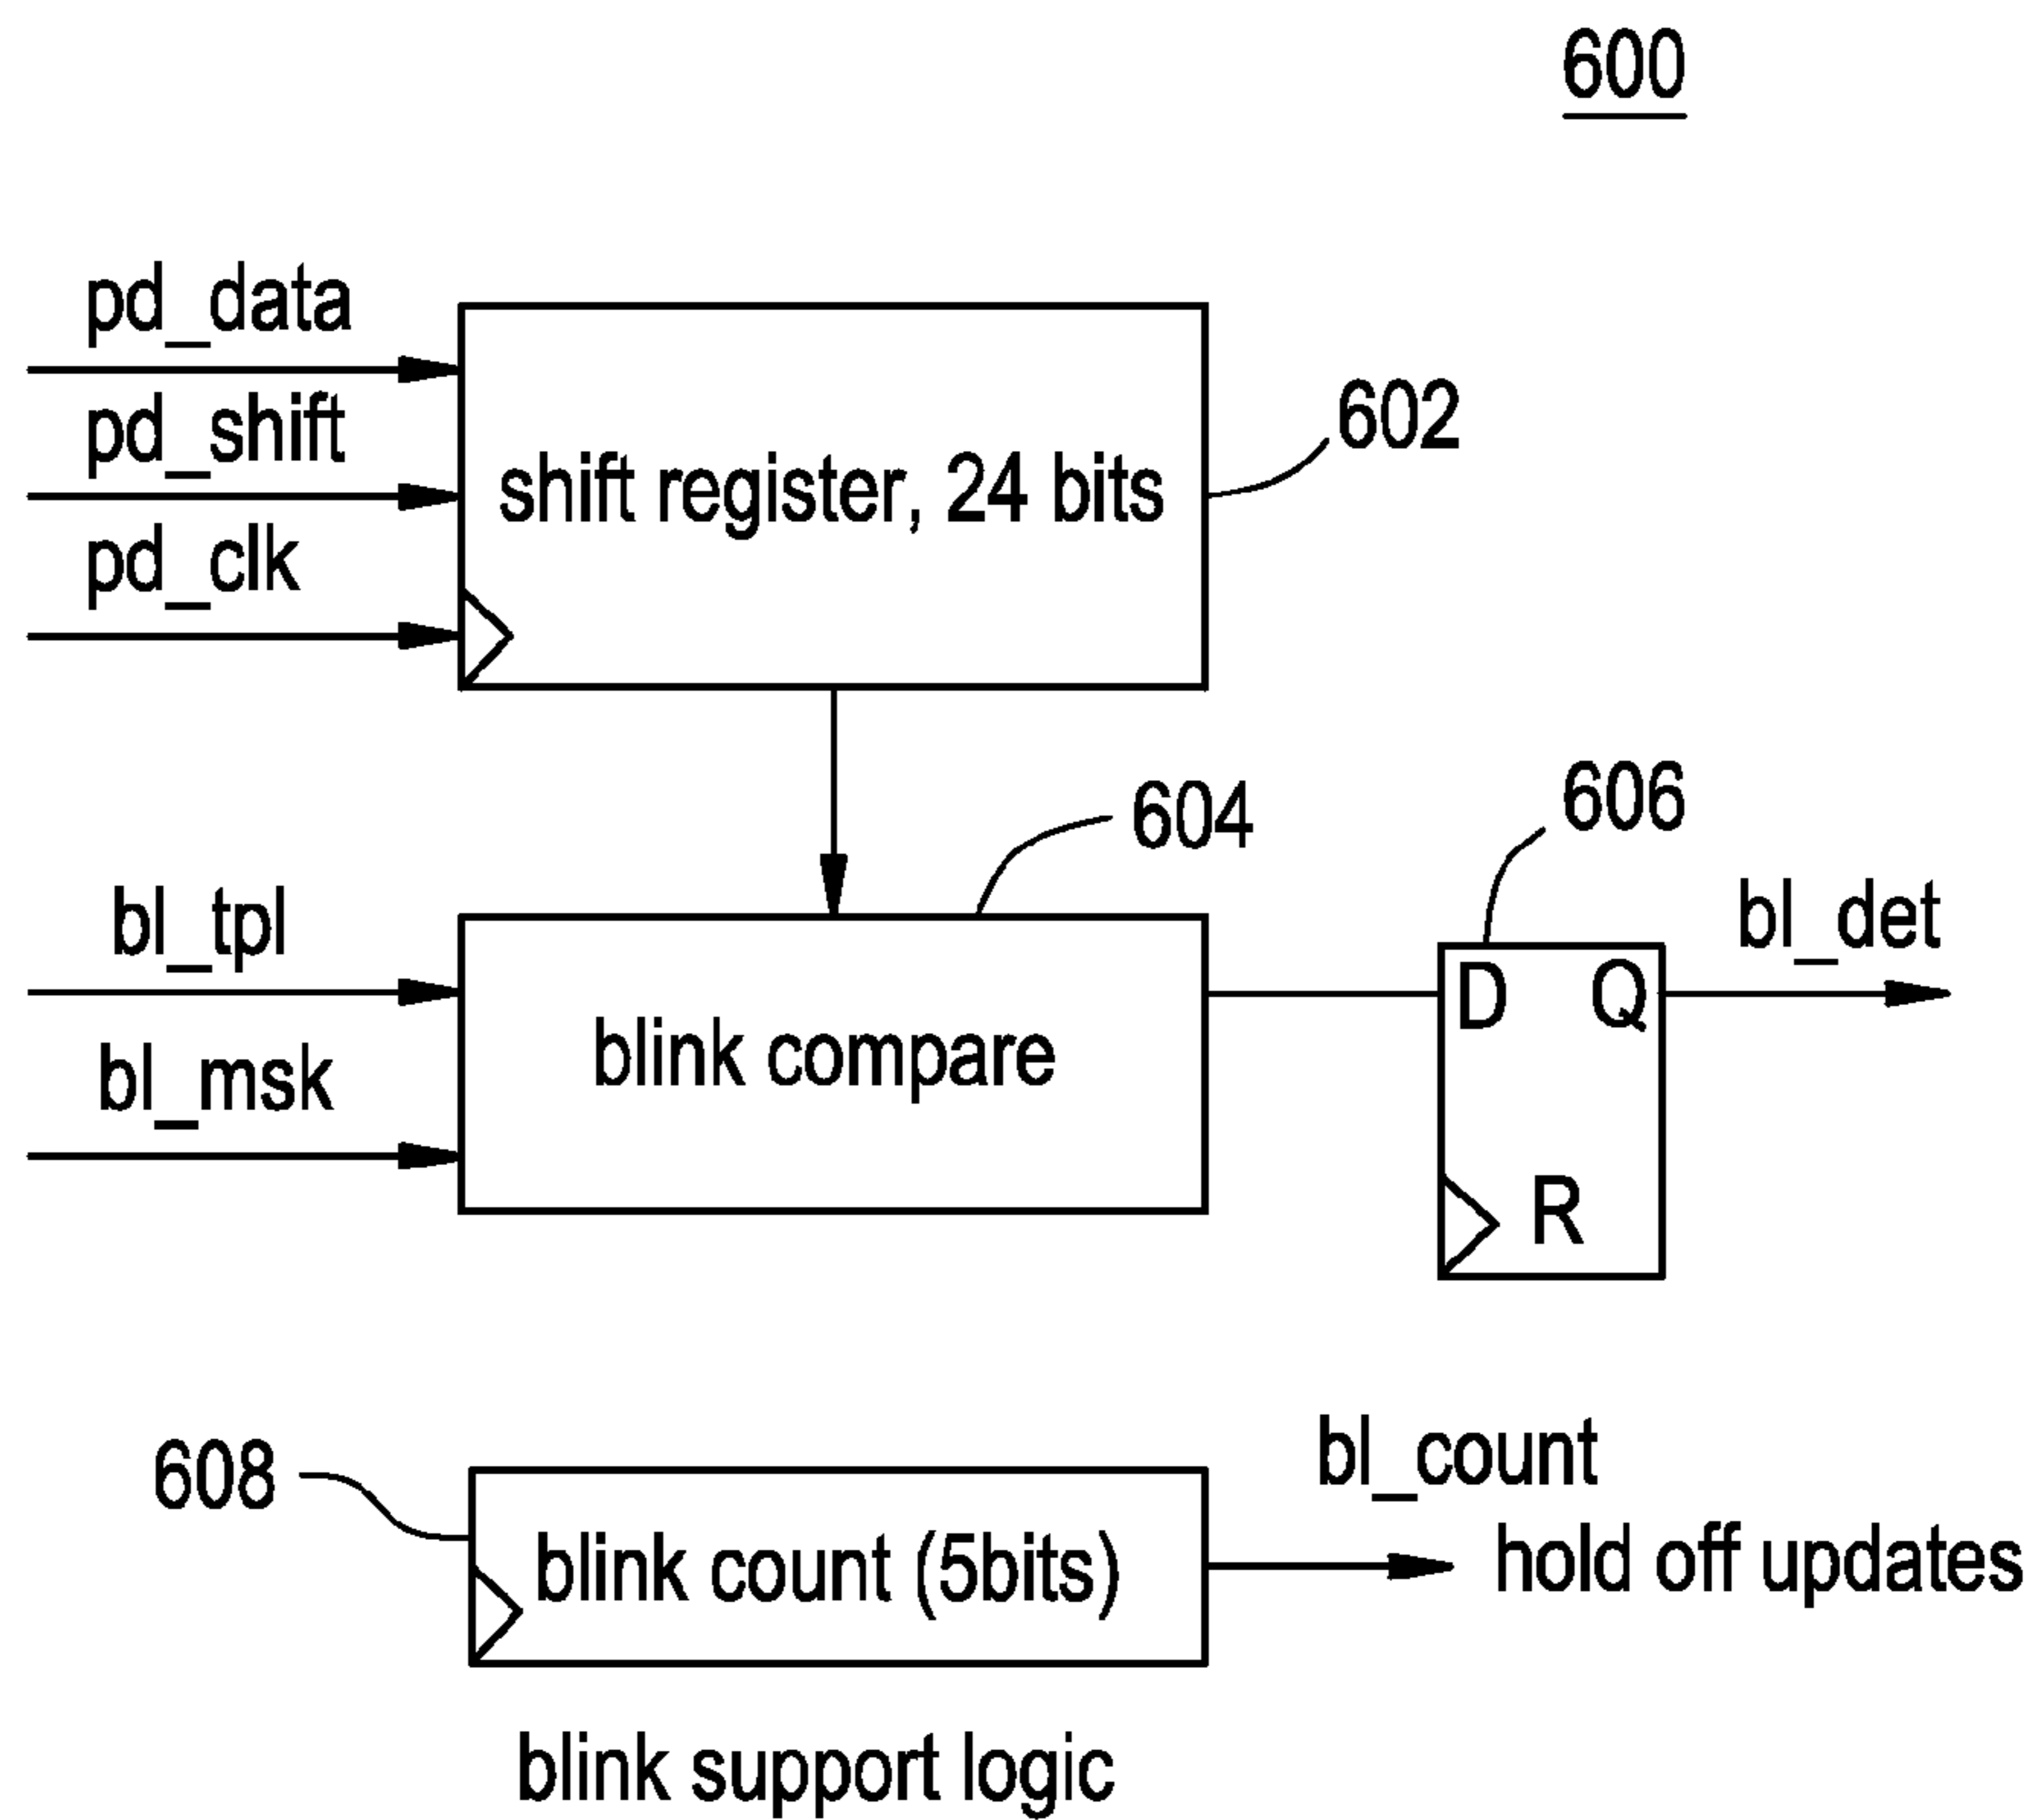 600
pd_data
pd_shift
pd_clk
shift register, 24 bits
602
604
606
bl_tpl
bl_msk
blink compare
D Q
R
bl_det
608
blink count (5bits)
bl_count
hold off updates
blink support logic